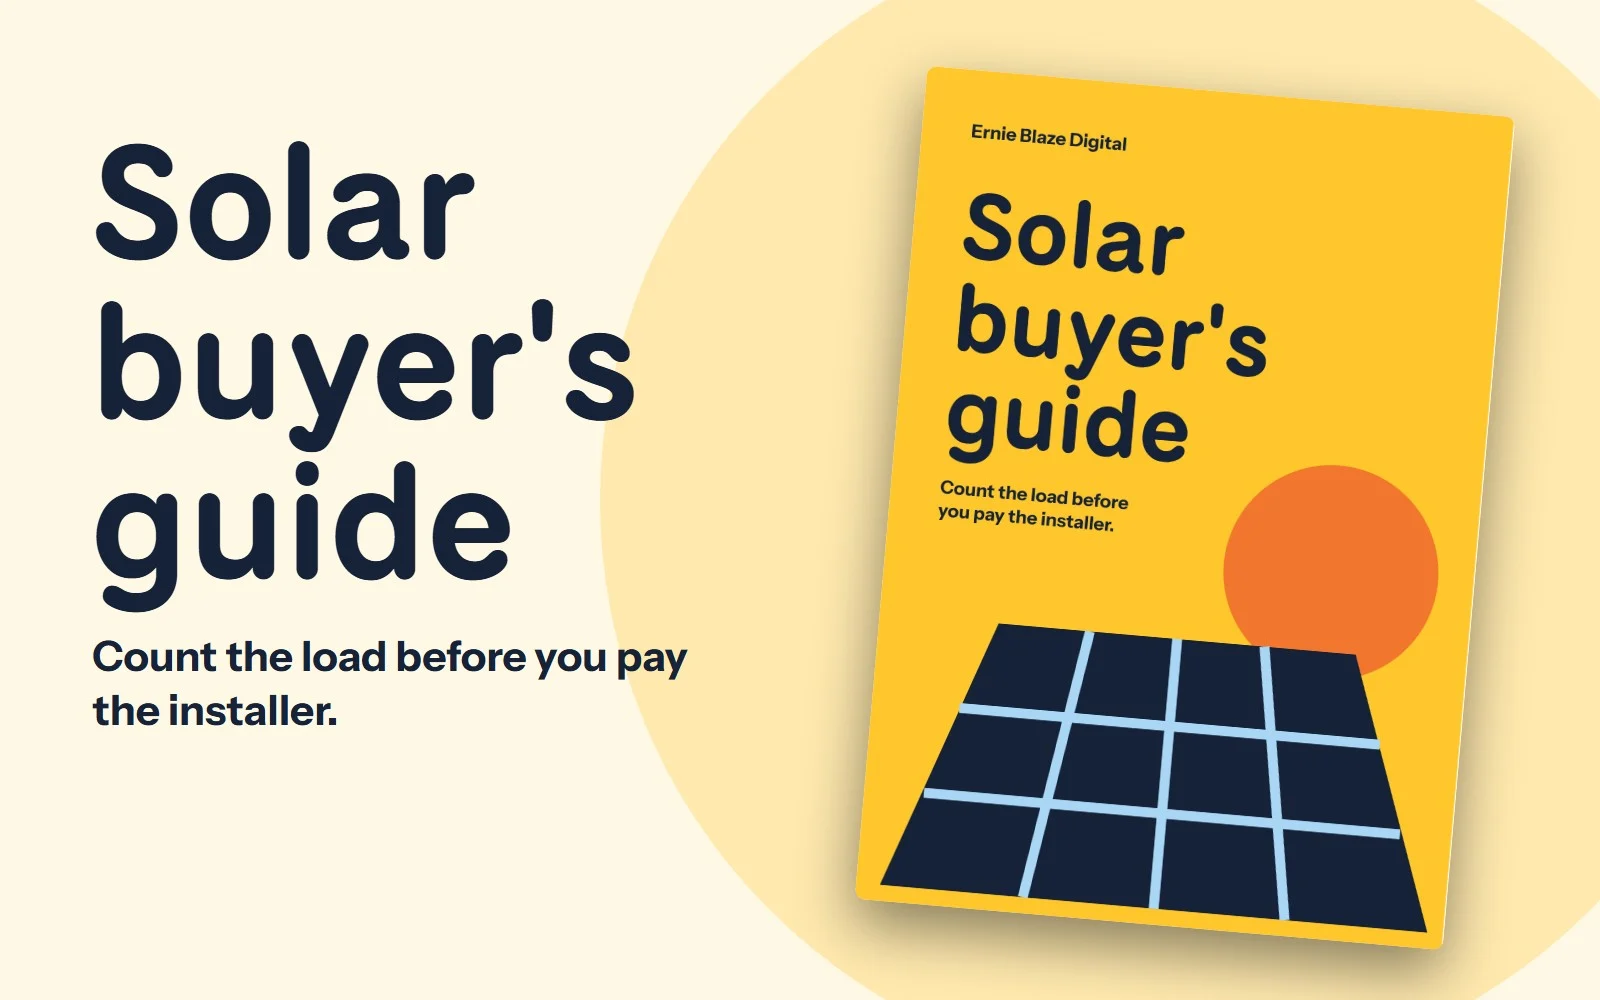 Solar
buyer's
guide
Count the load before you pay
the installer.
Ernie Blaze Digital
Solar
buyer's
guide
Count the load before
you pay the installer.